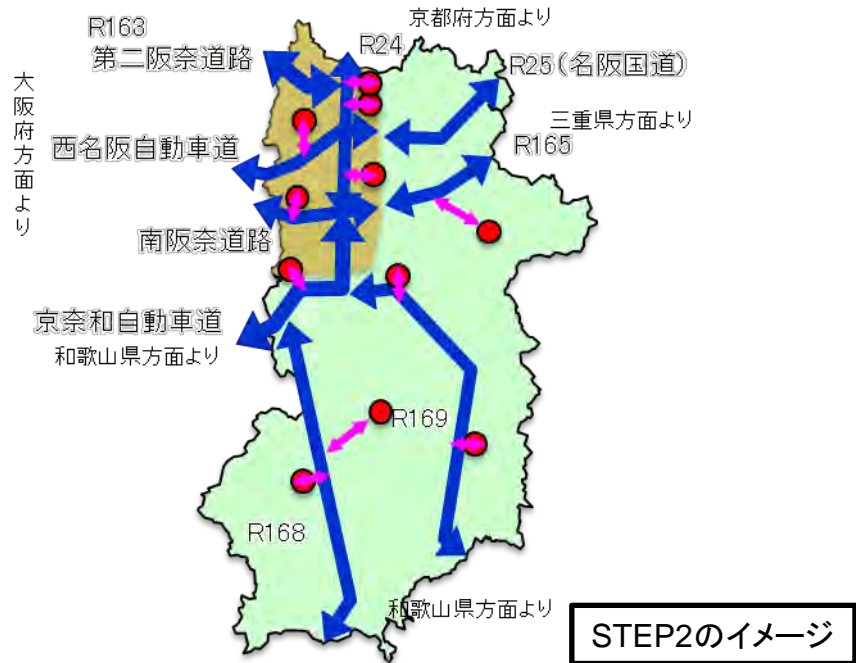 京都府方面より
R163
R24
第二阪奈道路
R25(名阪国道)
大阪府方面より
三重県方面より
西名阪自動車道
R165
南阪奈道路
京奈和自動車道
和歌山県方面より
R169
R168
和歌山県方面より
STEP2のイメージ